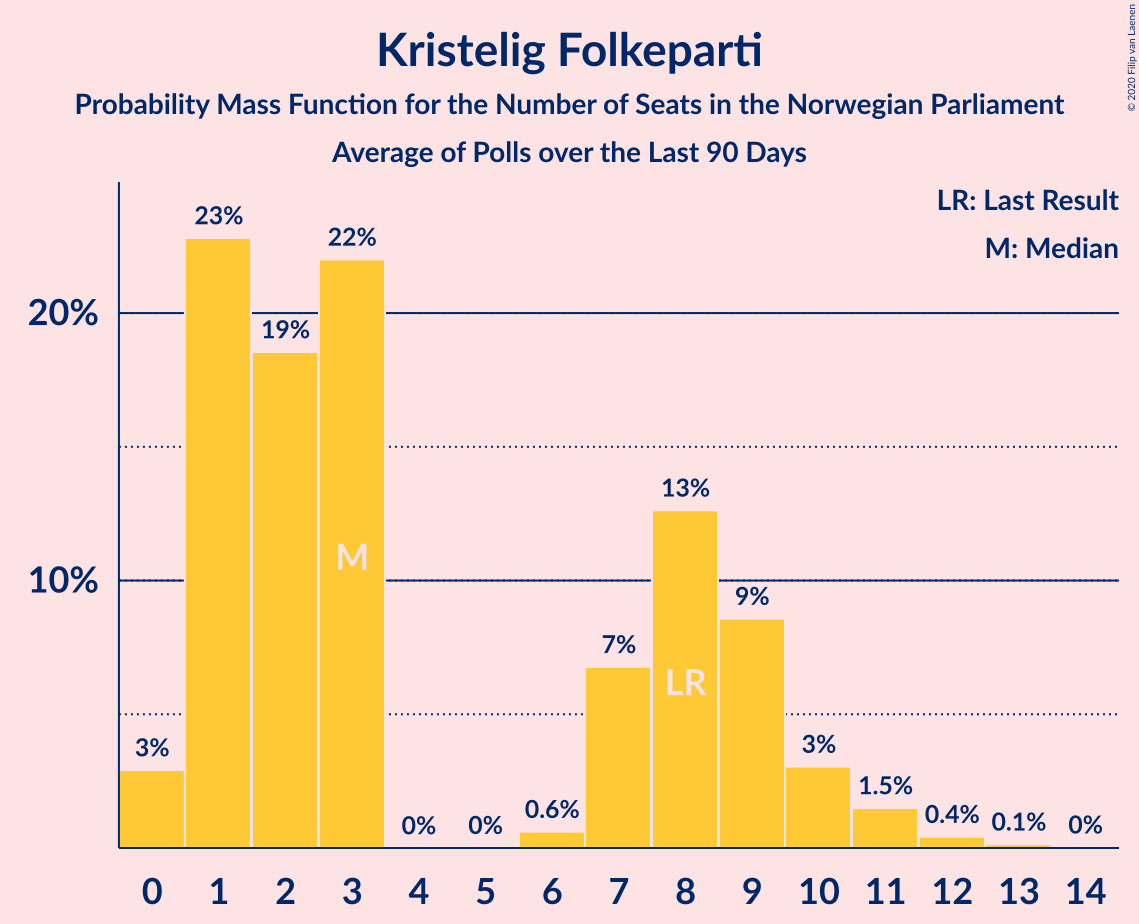 Kristelig Folkeparti
Probability Mass Function for the Number of Seats in the Norwegian Parliament
Average of Polls over the Last 90 Days
© 2020 Filip van Laenen
LR: Last Result
M: Median
20%
10%
3%
23%
19%
22%
0%
0%
0.6%
7%
13%
9%
3%
1.5%
0.4%
0.1%
0%
M
LR
0 1 2 3 4 5 6 7 8 9 10 11 12 13 14